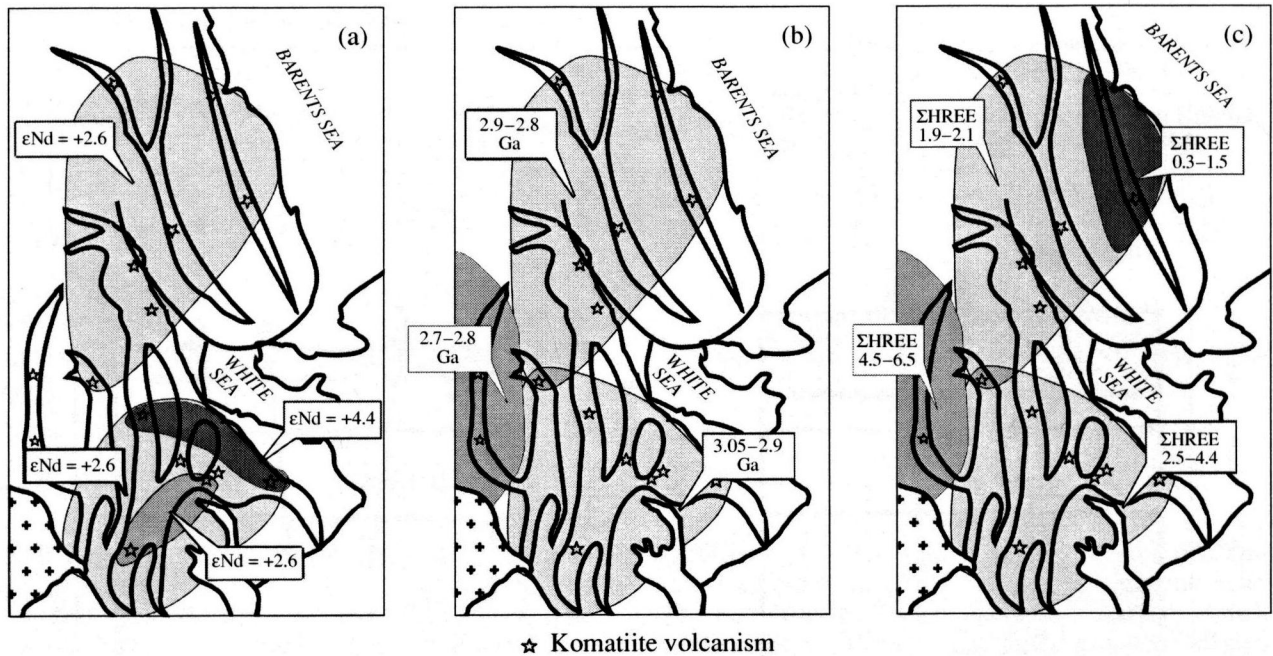 (a)
BARENTS SEA
εNd = +2.6
WHITE
SEA
εNd = +4.4
εNd = +2.6
εNd = +2.6
(b)
BARENTS SEA
2.9–2.8
Ga
2.7–2.8
Ga
WHITE
SEA
3.05–2.9
Ga
(c)
BARENTS SEA
ΣHREE
1.9–2.1
ΣHREE
0.3–1.5
ΣHREE
4.5–6.5
WHITE
SEA
ΣHREE
2.5–4.4
☆ Komatiite volcanism